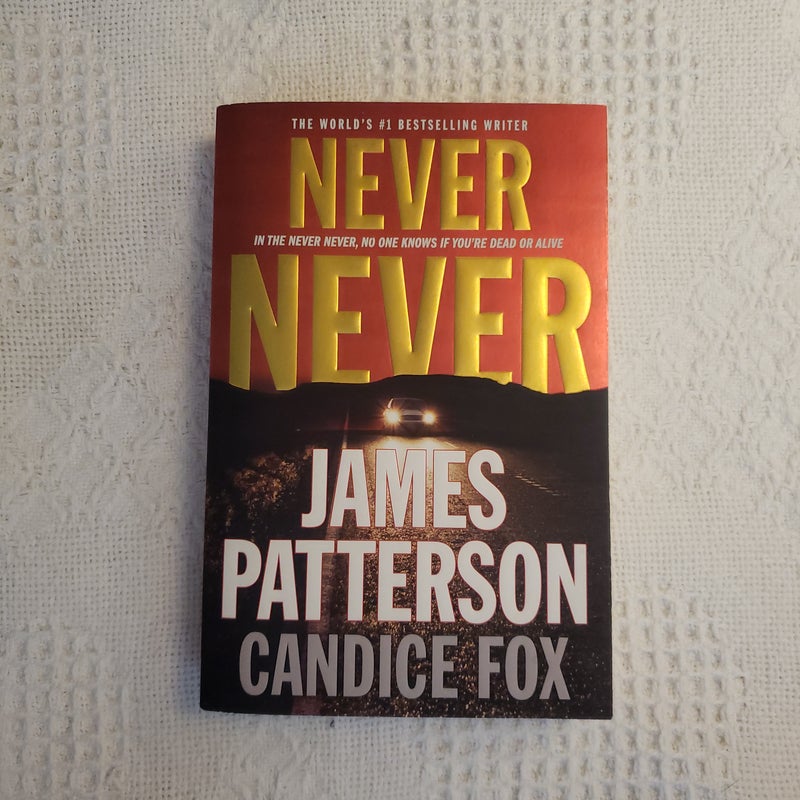 THE WORLD'S #1 BESTSELLING WRITER
NEVER
IN THE NEVER NEVER, NO ONE KNOWS IF YOU'RE DEAD OR ALIVE
NEVER
JAMES
PATTERSON
CANDICE FOX